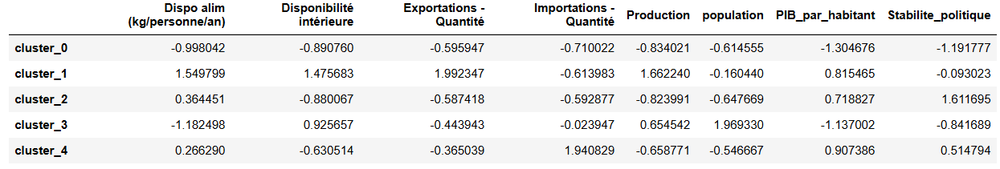 Dispo alim (kg/personne/an) Disponibilité intérieure Exportations - Quantité Importations - Quantité Production population PIB_par_habitant Stabilite_politique
cluster_0 -0.998042 -0.890760 -0.595947 -0.710022 -0.834021 -0.614555 -1.304676 -1.191777
cluster_1 1.549799 1.475683 1.992347 -0.613983 1.662240 -0.160440 0.815465 -0.093023
cluster_2 0.364451 -0.880067 -0.587418 -0.592877 -0.823991 -0.647669 0.718827 1.611695
cluster_3 -1.182498 0.925657 -0.443943 -0.023947 0.654542 1.969330 -1.137002 -0.841689
cluster_4 0.266290 -0.630514 -0.365039 1.940829 -0.658771 -0.546667 0.907386 0.514794